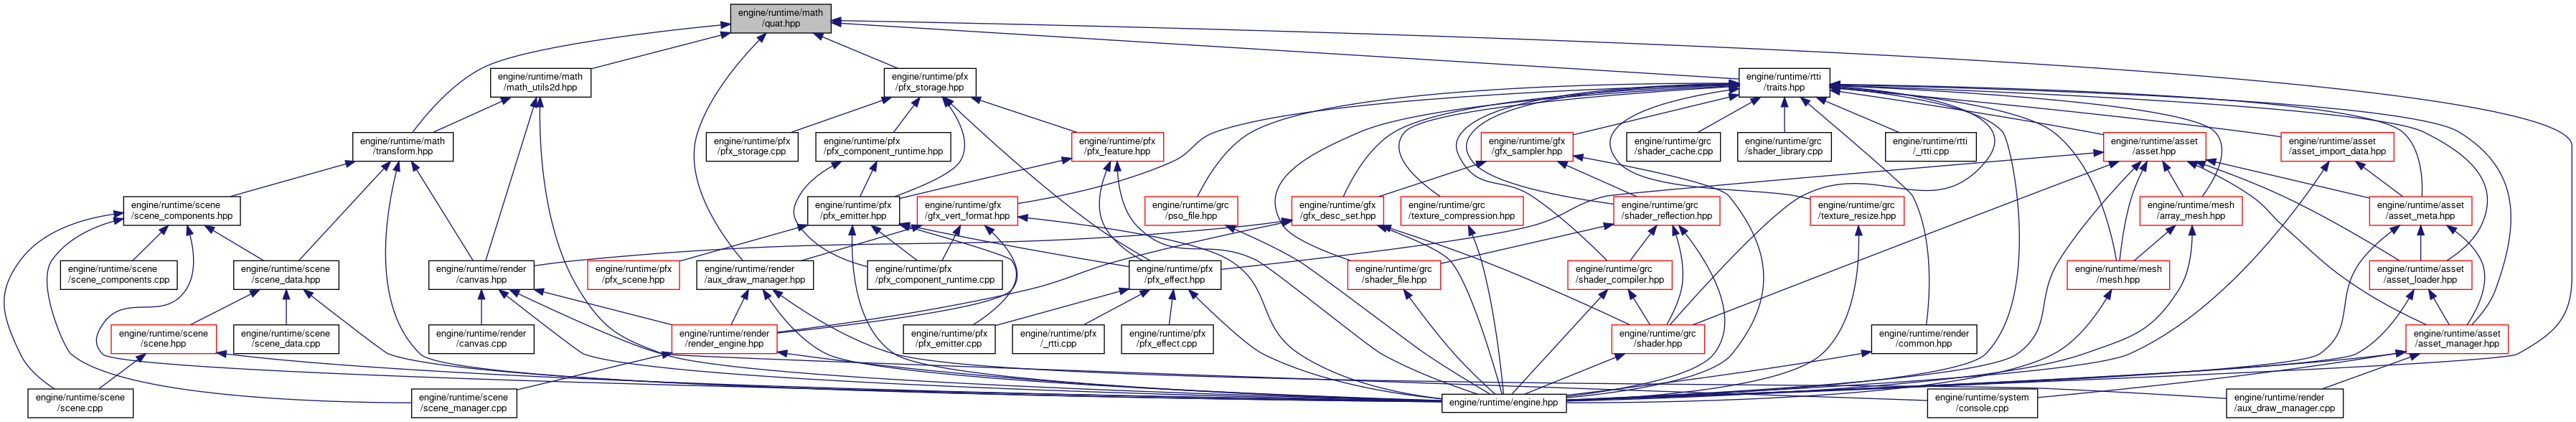 engine/runtime/math
/quat.hpp
engine/runtime/math
/math_utils2d.hpp
engine/runtime/pfx
/pfx_storage.hpp
engine/runtime/rtti
/traits.hpp
engine/runtime/math
/transform.hpp
engine/runtime/pfx
/pfx_storage.cpp
engine/runtime/pfx
/pfx_component_runtime.hpp
engine/runtime/pfx
/pfx_feature.hpp
engine/runtime/gfx
/gfx_sampler.hpp
engine/runtime/grc
/shader_cache.cpp
engine/runtime/grc
/shader_library.cpp
engine/runtime/rtti
/_rtti.cpp
engine/runtime/asset
/asset.hpp
engine/runtime/asset
/asset_import_data.hpp
engine/runtime/scene
/scene_components.hpp
engine/runtime/pfx
/pfx_emitter.hpp
engine/runtime/gfx
/gfx_vert_format.hpp
engine/runtime/grc
/pso_file.hpp
engine/runtime/gfx
/gfx_desc_set.hpp
engine/runtime/grc
/texture_compression.hpp
engine/runtime/grc
/shader_reflection.hpp
engine/runtime/grc
/texture_resize.hpp
engine/runtime/mesh
/array_mesh.hpp
engine/runtime/asset
/asset_meta.hpp
engine/runtime/scene
/scene_components.cpp
engine/runtime/scene
/scene_data.hpp
engine/runtime/render
/canvas.hpp
engine/runtime/pfx
/pfx_scene.hpp
engine/runtime/render
/aux_draw_manager.hpp
engine/runtime/pfx
/pfx_component_runtime.cpp
engine/runtime/pfx
/pfx_effect.hpp
engine/runtime/grc
/shader_file.hpp
engine/runtime/grc
/shader_compiler.hpp
engine/runtime/mesh
/mesh.hpp
engine/runtime/asset
/asset_loader.hpp
engine/runtime/scene
/scene.hpp
engine/runtime/scene
/scene_data.cpp
engine/runtime/render
/canvas.cpp
engine/runtime/render
/render_engine.hpp
engine/runtime/pfx
/pfx_emitter.cpp
engine/runtime/pfx
/_rtti.cpp
engine/runtime/pfx
/pfx_effect.cpp
engine/runtime/grc
/shader.hpp
engine/runtime/render
/common.hpp
engine/runtime/asset
/asset_manager.hpp
engine/runtime/scene
/scene.cpp
engine/runtime/scene
/scene_manager.cpp
engine/runtime/engine.hpp
engine/runtime/system
/console.cpp
engine/runtime/render
/aux_draw_manager.cpp